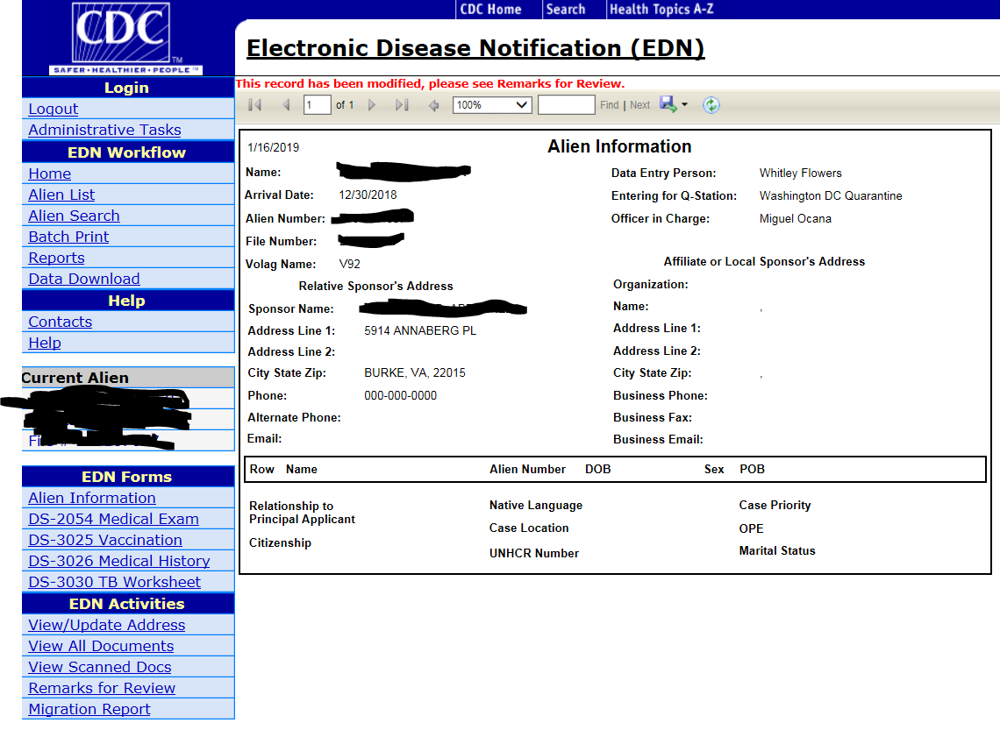 CDC Home
Search
Health Topics A-Z
CDC
TM
SAFER•HEALTHIER•PEOPLE™
Electronic Disease Notification (EDN)
This record has been modified, please see Remarks for Review.
1 of 1 100% Find | Next
Login
Logout
Administrative Tasks
EDN Workflow
Home
Alien List
Alien Search
Batch Print
Reports
Data Download
Help
Contacts
Help
Current Alien
EDN Forms
Alien Information
DS-2054 Medical Exam
DS-3025 Vaccination
DS-3026 Medical History
DS-3030 TB Worksheet
EDN Activities
View/Update Address
View All Documents
View Scanned Docs
Remarks for Review
Migration Report
1/16/2019
Alien Information
Name:
Arrival Date: 12/30/2018
Alien Number:
File Number:
Volag Name: V92
Data Entry Person: Whitley Flowers
Entering for Q-Station: Washington DC Quarantine
Officer in Charge: Miguel Ocana
Relative Sponsor's Address
Sponsor Name:
Address Line 1: 5914 ANNABERG PL
Address Line 2:
City State Zip: BURKE, VA, 22015
Phone: 000-000-0000
Alternate Phone:
Email:
Affiliate or Local Sponsor's Address
Organization:
Name: ,
Address Line 1:
Address Line 2:
City State Zip: ,
Business Phone:
Business Fax:
Business Email:
Row Name Alien Number DOB Sex POB
Relationship to
Principal Applicant
Citizenship
Native Language
Case Location
UNHCR Number
Case Priority
OPE
Marital Status